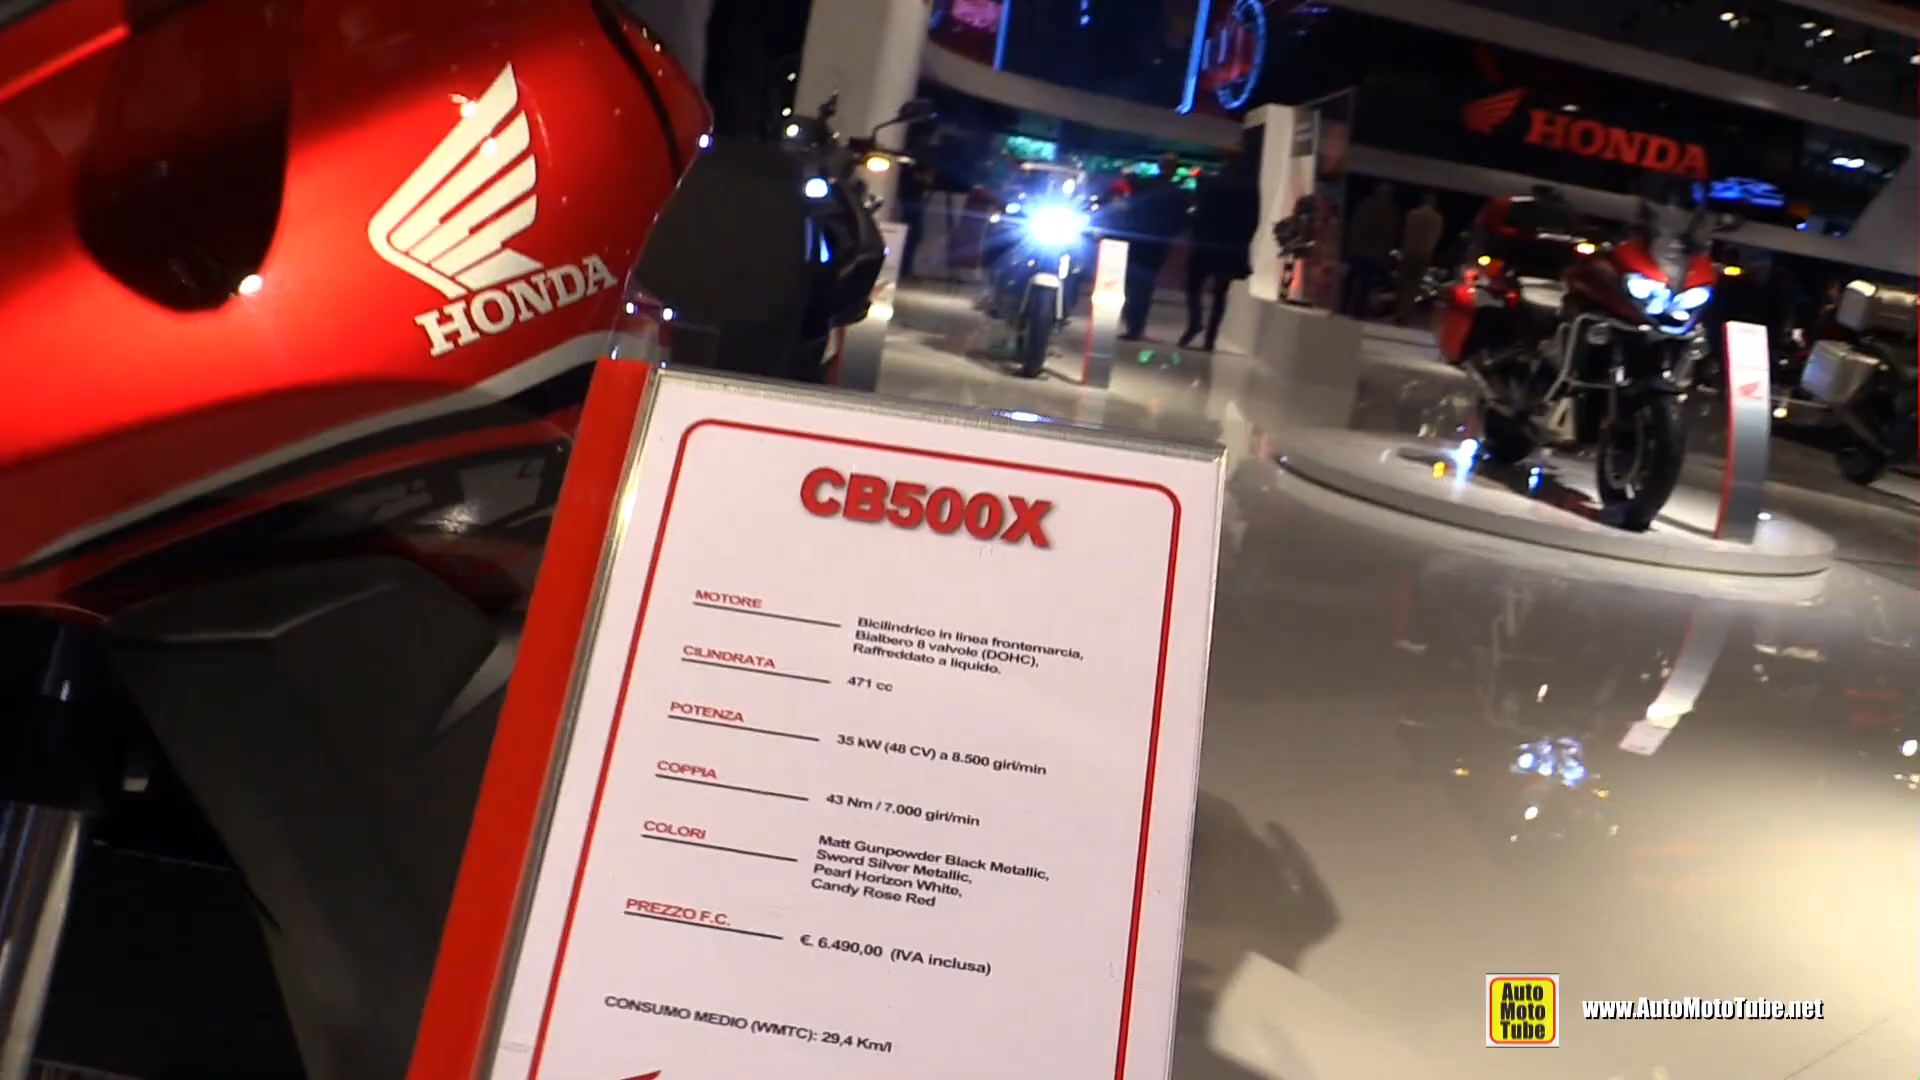 HONDA
HONDA
CB500X
MOTORE
Bicilindrico in linea frontemarcia,
Bialbero 8 valvole (DOHC),
Raffreddato a liquido.
CILINDRATA
471 cc
POTENZA
35 kW (48 CV) a 8.500 giri/min
COPPIA
43 Nm / 7.000 giri/min
COLORI
Matt Gunpowder Black Metallic,
Sword Silver Metallic,
Pearl Horizon White,
Candy Rose Red
PREZZO F.C.
€. 6.490,00 (IVA inclusa)
CONSUMO MEDIO (WMTC): 29,4 Km/l
Auto
Moto
Tube
www.AutoMotoTube.net